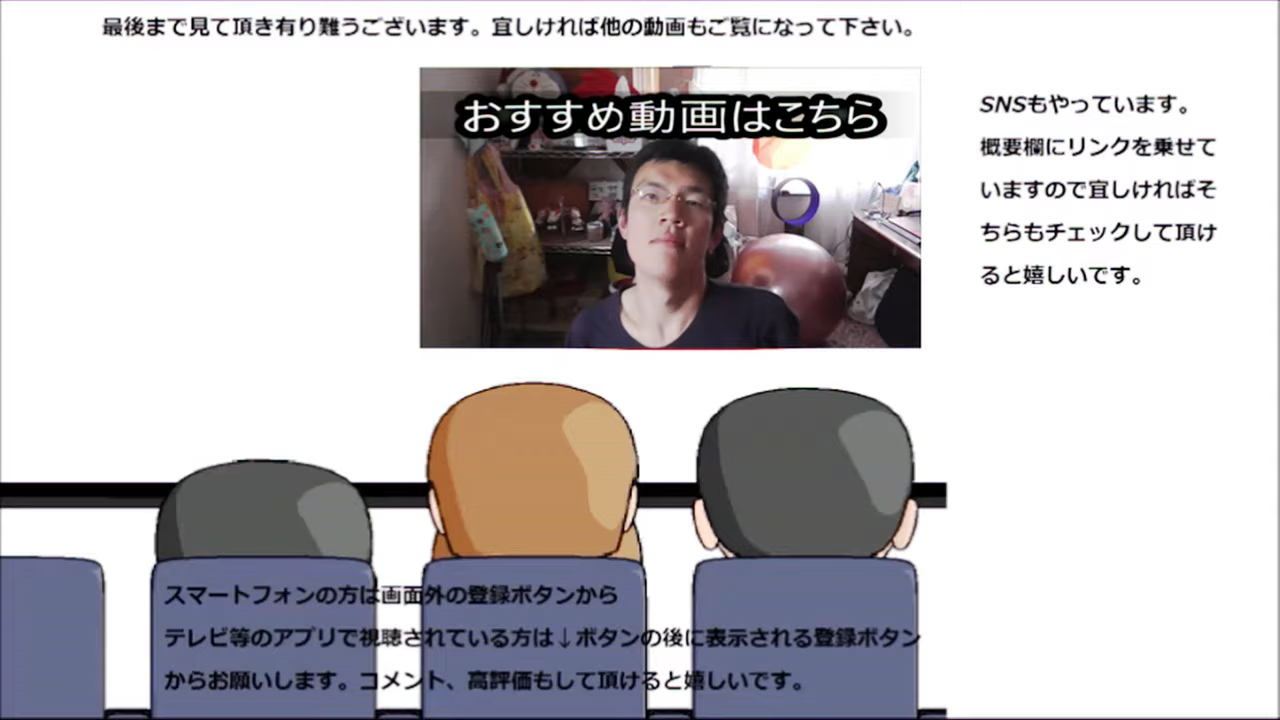 最後まで見て頂き有り難うございます。宜しければ他の動画もご覧になって下さい。
おすすめ動画はこちら
SNSもやっています。
概要欄にリンクを乗せて
いますので宜しければそ
ちらもチェックして頂け
ると嬉しいです。
スマートフォンの方は画面外の登録ボタンから
テレビ等のアプリで視聴されている方は↓ボタンの後に表示される登録ボタン
からお願いします。コメント、高評価もして頂けると嬉しいです。